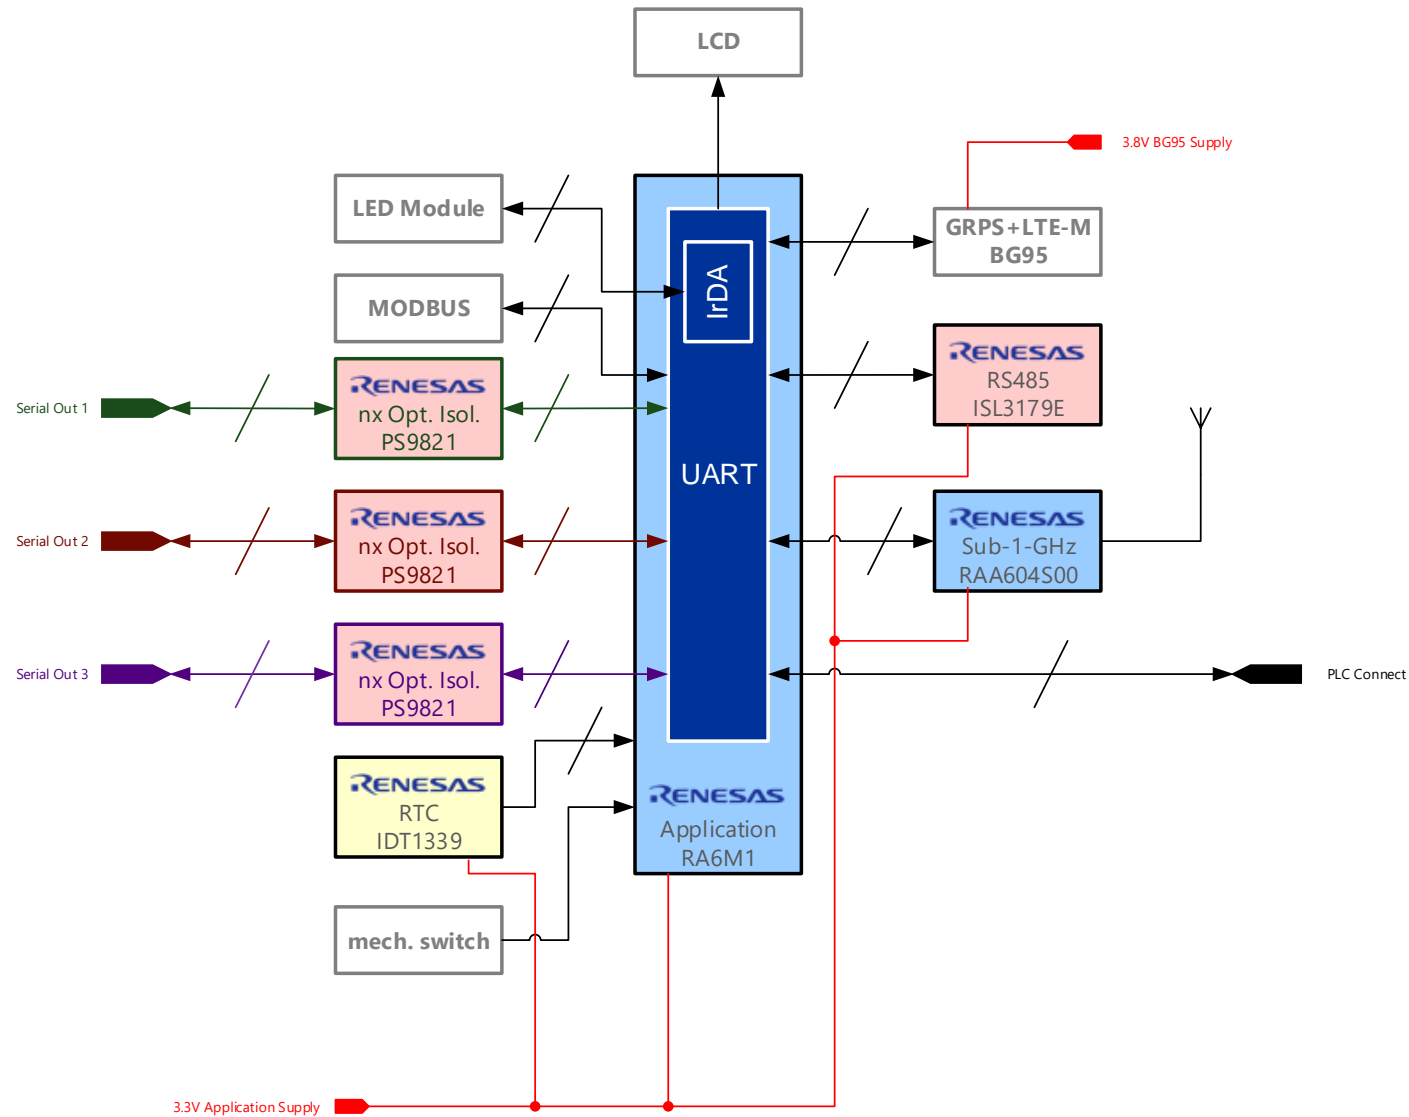 LCD
3.8V BG95 Supply
LED Module
GRPS+LTE-M
BG95
IrDA
MODBUS
RENESAS
RS485
ISL3179E
Serial Out 1
RENESAS
nx Opt. Isol.
PS9821
UART
Serial Out 2
RENESAS
nx Opt. Isol.
PS9821
RENESAS
Sub-1-GHz
RAA604S00
Serial Out 3
RENESAS
nx Opt. Isol.
PS9821
PLC Connect
RENESAS
RTC
IDT1339
RENESAS
Application
RA6M1
mech. switch
3.3V Application Supply